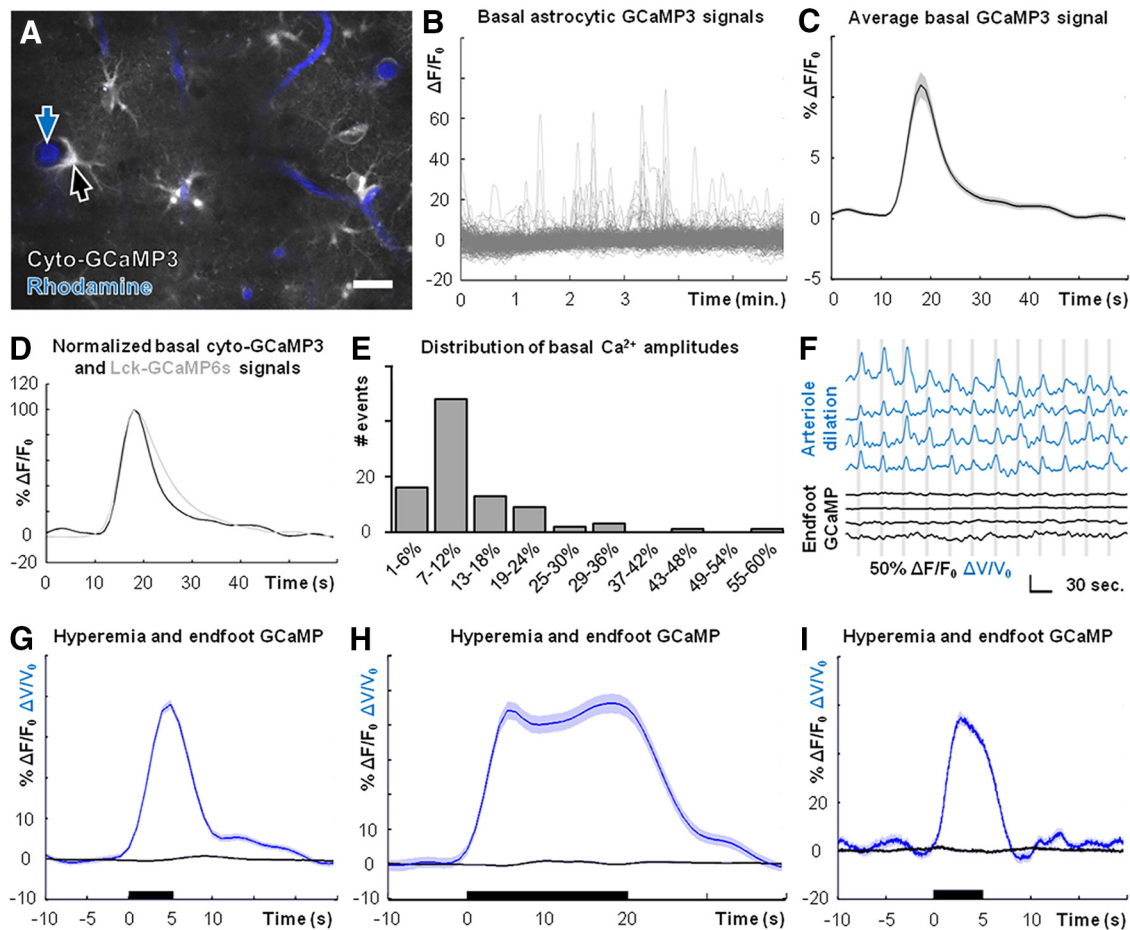 A
Cyto-GCaMP3
Rhodamine
B
Basal astrocytic GCaMP3 signals
ΔF/F₀
60
40
20
0
-20
0 1 2 3 Time (min.)
C
Average basal GCaMP3 signal
% ΔF/F₀
5
0
-5
0 10 20 30 40 Time (s)
D
Normalized basal cyto-GCaMP3
and Lck-GCaMP6s signals
% ΔF/F₀
120
100
0
-20
0 10 20 30 40 Time (s)
E
Distribution of basal Ca²⁺ amplitudes
# events
20
0
1-6%
7-12%
13-18%
19-24%
25-30%
29-36%
37-42%
43-48%
49-54%
55-60%
F
Arteriole
dilation
Endfoot
GCaMP
50% ΔF/F₀ ΔV/V₀
30 sec.
G
Hyperemia and endfoot GCaMP
% ΔF/F₀ ΔV/V₀
10
0
-10
-10 0 5 10 Time (s)
H
Hyperemia and endfoot GCaMP
% ΔF/F₀ ΔV/V₀
10
0
-10
-10 0 10 20 Time (s)
I
Hyperemia and endfoot GCaMP
% ΔF/F₀ ΔV/V₀
20
0
-20
-10 -5 0 5 10 Time (s)